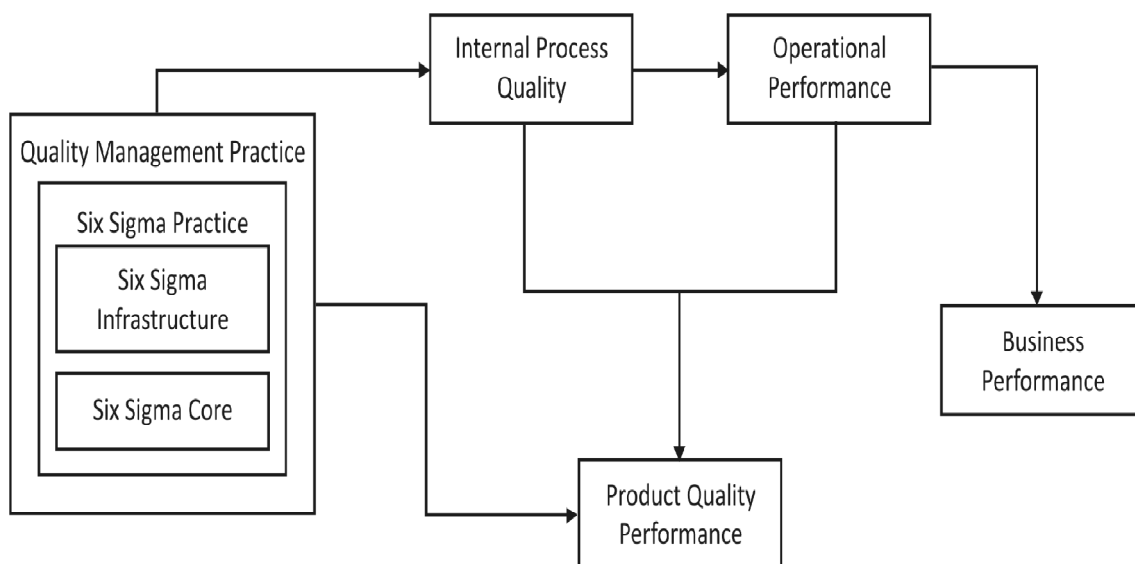 Internal Process
Quality
Operational
Performance
Quality Management Practice
Six Sigma Practice
Six Sigma
Infrastructure
Six Sigma Core
Business
Performance
Product Quality
Performance